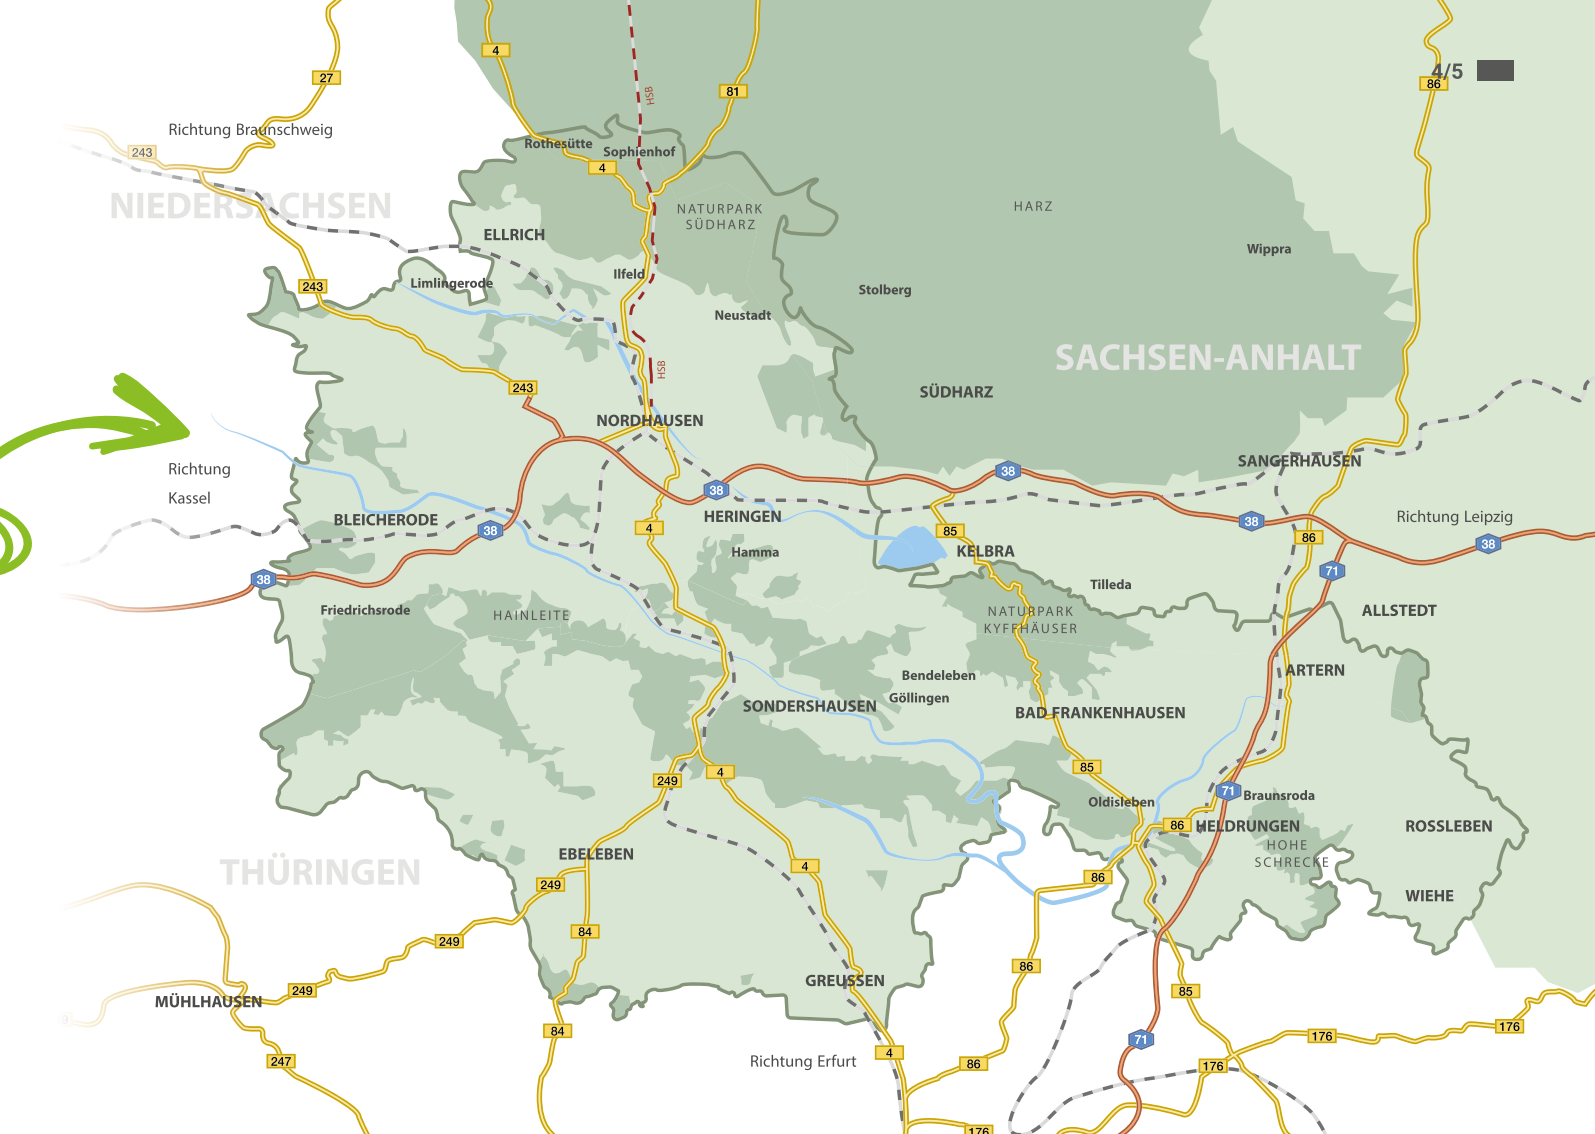 4
27
81
4/5
86
HSB
Richtung Braunschweig
243
Rothesütte
Sophienhof
4
NIEDERSACHSEN
NATURPARK
SÜDHARZ
HARZ
ELLRICH
Wippra
Ilfeld
Limlingerode
243
Stolberg
Neustadt
SACHSEN-ANHALT
HSB
243
SÜDHARZ
NORDHAUSEN
Richtung
Kassel
38
SANGERHAUSEN
38
HERINGEN
BLEICHERODE
38
4
85
38
86
Richtung Leipzig
38
Hamma
KELBRA
71
38
Tilleda
Friedrichsrode
HAINLEITE
NATURPARK
KYFFHÄUSER
ALLSTEDT
ARTERN
Bendeleben
Göllingen
SONDERSHAUSEN
BAD FRANKENHAUSEN
249
4
85
71
Braunsroda
Oldisleben
86
HELDRUNGEN
ROSSLEBEN
HOHE
SCHRECKE
THÜRINGEN
EBELEBEN
4
86
249
WIEHE
84
249
86
GREUSSEN
249
85
MÜHLHAUSEN
84
176
176
71
247
Richtung Erfurt
4
86
176
176